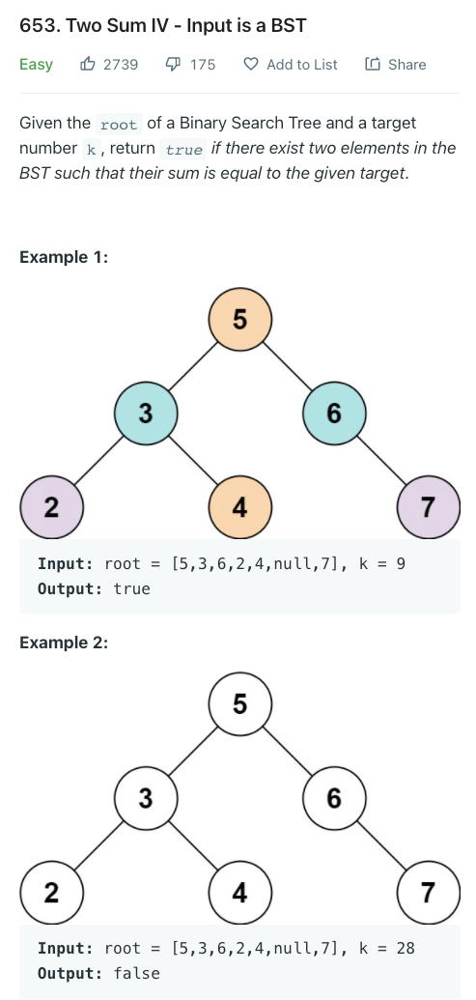 653. Two Sum IV - Input is a BST
Easy 2739 175 Add to List Share
Given the root of a Binary Search Tree and a target
number k, return true if there exist two elements in the
BST such that their sum is equal to the given target.
Example 1:
5
3 6
2 4 7
Input: root = [5,3,6,2,4,null,7], k = 9
Output: true
Example 2:
5
3 6
2 4 7
Input: root = [5,3,6,2,4,null,7], k = 28
Output: false